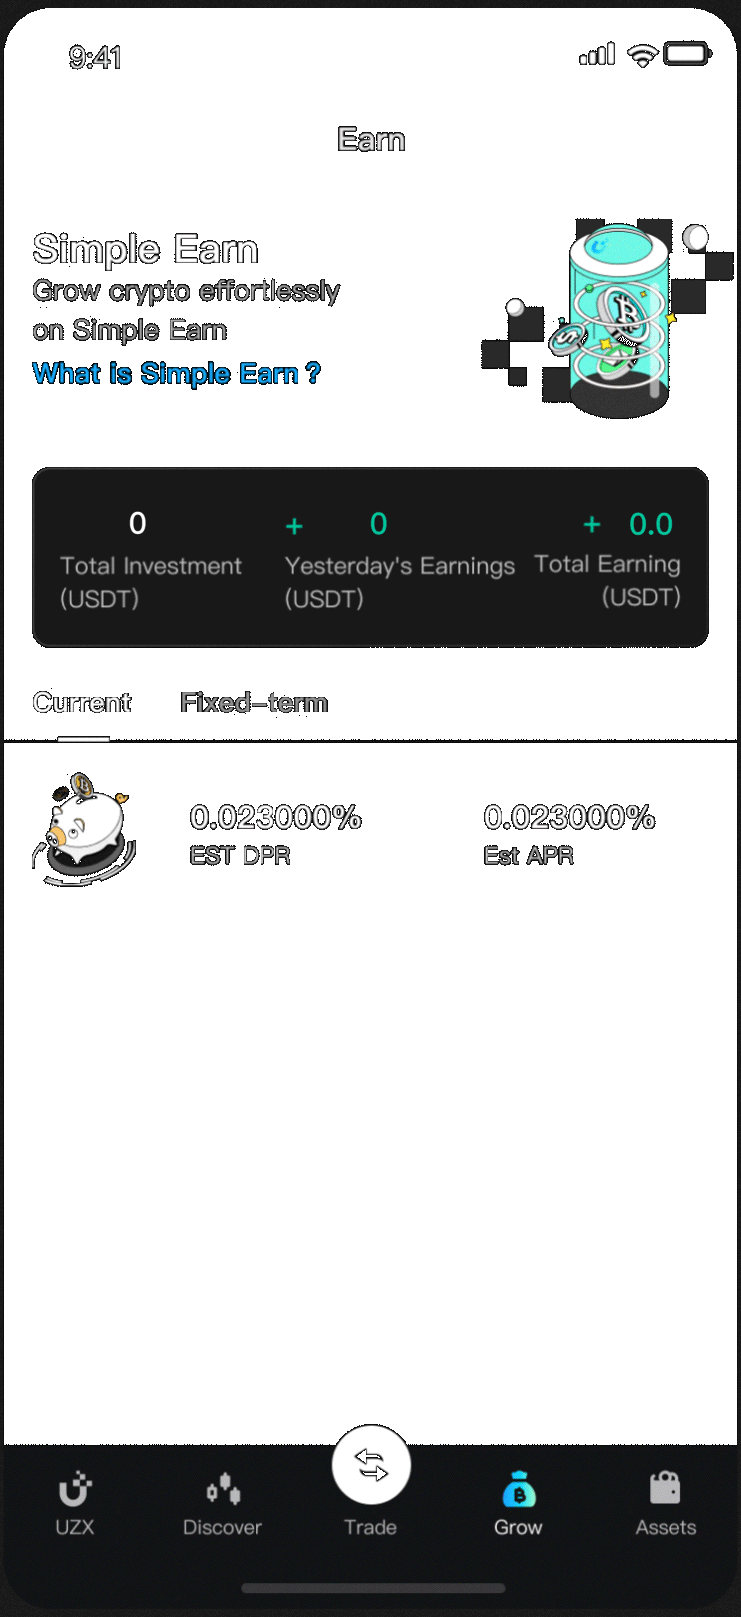 9:41
Earn
Simple Earn
Grow crypto effortlessly
on Simple Earn
What is Simple Earn ?
0
Total Investment
(USDT)
+ 0
Yesterday's Earnings
(USDT)
+ 0.0
Total Earning
(USDT)
Current Fixed-term
0.023000% 0.023000%
EST DPR Est APR
UZX Discover Trade Grow Assets